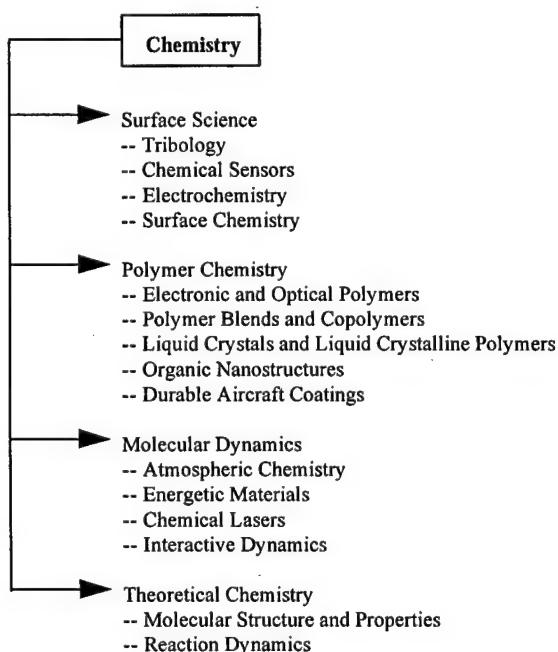 Chemistry
Surface Science
-- Tribology
-- Chemical Sensors
-- Electrochemistry
-- Surface Chemistry
Polymer Chemistry
-- Electronic and Optical Polymers
-- Polymer Blends and Copolymers
-- Liquid Crystals and Liquid Crystalline Polymers
-- Organic Nanostructures
-- Durable Aircraft Coatings
Molecular Dynamics
-- Atmospheric Chemistry
-- Energetic Materials
-- Chemical Lasers
-- Interactive Dynamics
Theoretical Chemistry
-- Molecular Structure and Properties
-- Reaction Dynamics